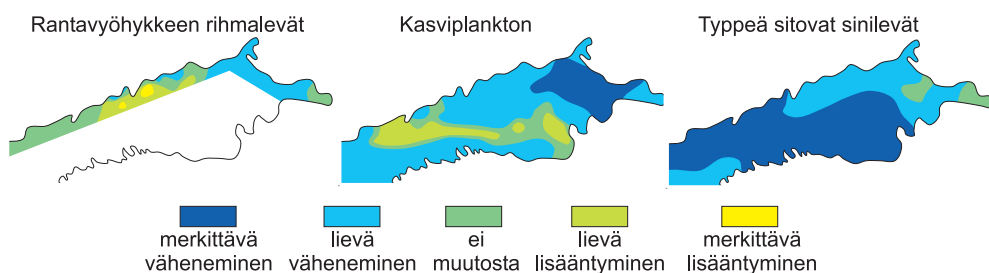 Rantavyöhykkeen rihmalevät
Kasviplankton
Typpeä sitovat sinilevät
merkittävä väheneminen
lievä väheneminen
ei muutosta
lievä lisääntyminen
merkittävä lisääntyminen